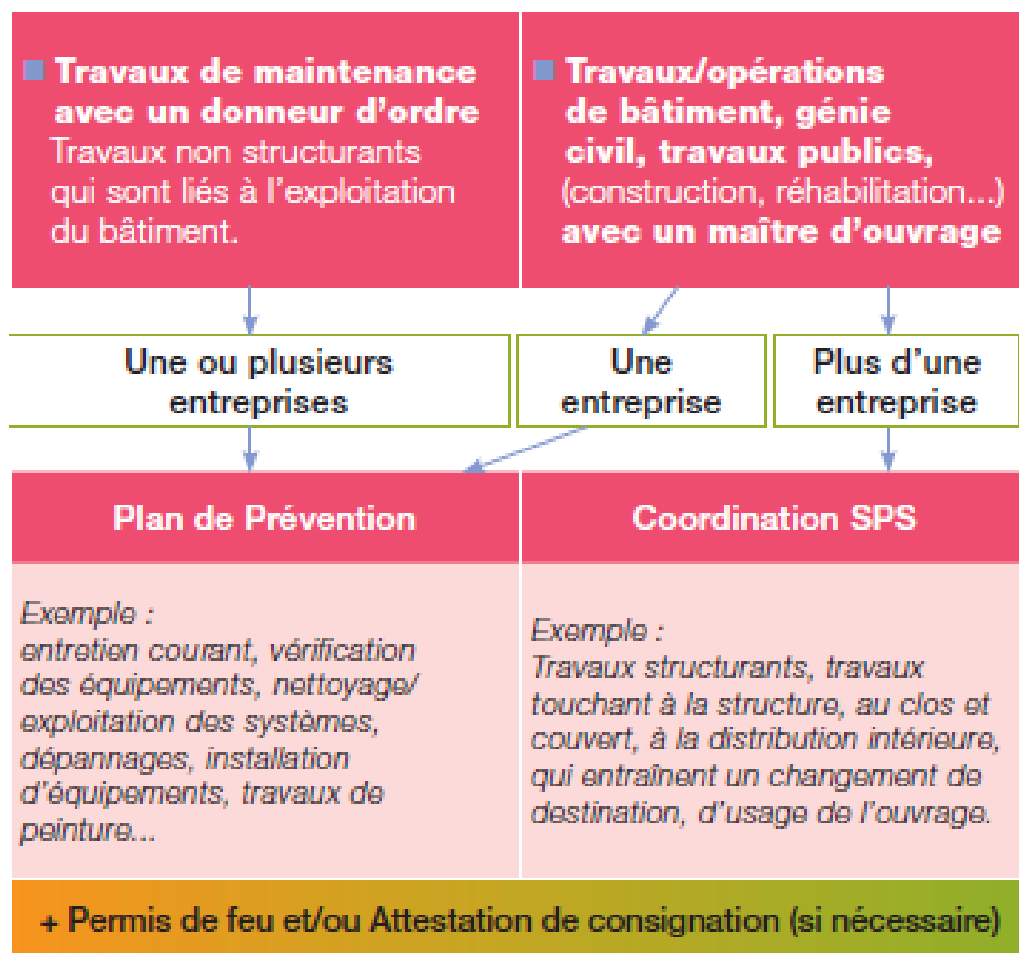 Travaux de maintenance
avec un donneur d'ordre
Travaux non structurants
qui sont liés à l'exploitation
du bâtiment.
Travaux/opérations
de bâtiment, génie
civil, travaux publics,
(construction, réhabilitation...)
avec un maître d'ouvrage
Une ou plusieurs
entreprises
Une
entreprise
Plus d'une
entreprise
Plan de Prévention
Coordination SPS
Exemple :
entretien courant, vérification
des équipements, nettoyage/
exploitation des systèmes,
dépannages, installation
d'équipements, travaux de
peinture...
Exemple :
Travaux structurants, travaux
touchant à la structure, au clos et
couvert, à la distribution intérieure,
qui entraînent un changement de
destination, d'usage de l'ouvrage.
+ Permis de feu et/ou Attestation de consignation (si nécessaire)